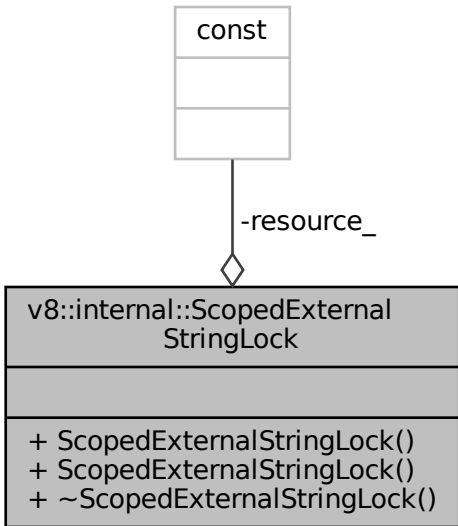 const
-resource_
v8::internal::ScopedExternal
StringLock
+ ScopedExternalStringLock()
+ ScopedExternalStringLock()
+ ~ScopedExternalStringLock()